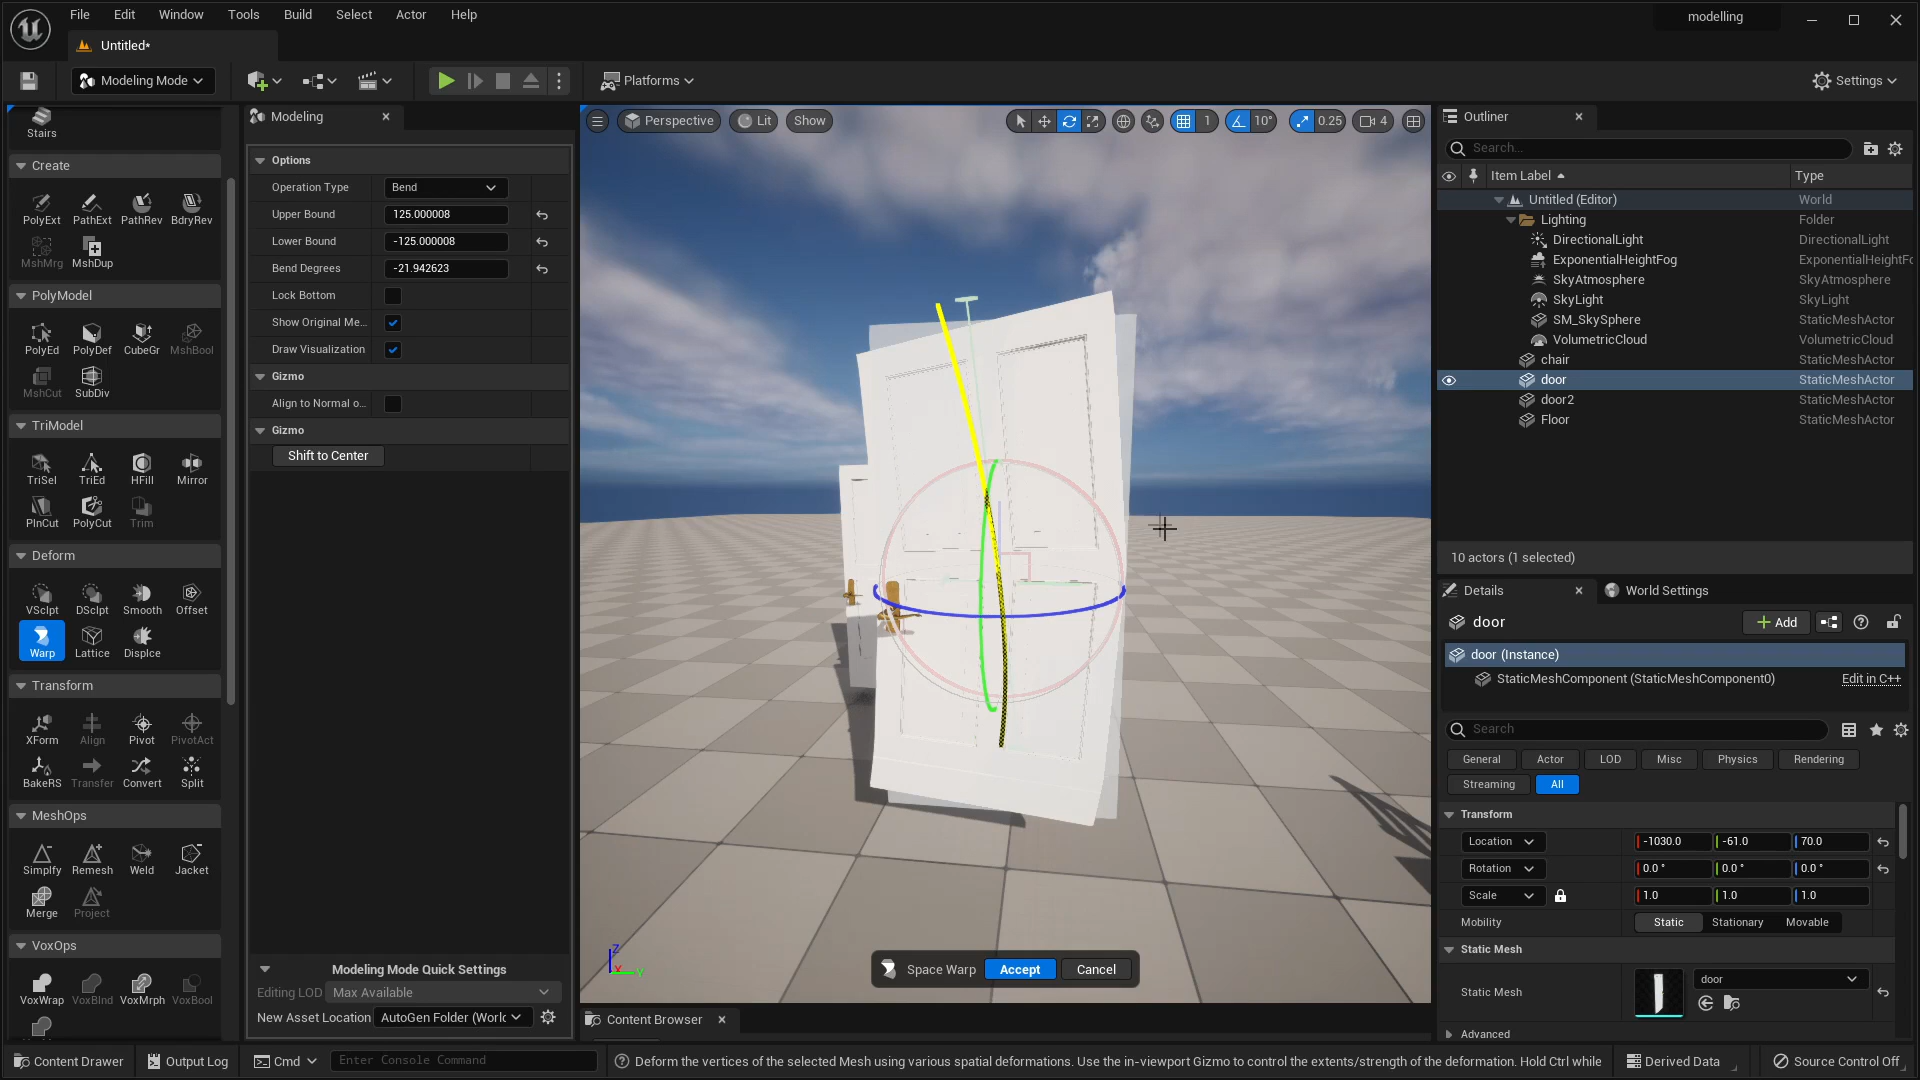 File Edit Window Tools Build Select Actor Help
modelling
Untitled*
Modeling Mode
Platforms
Settings
Stairs
Create
PolyExt PathExt PathRev BdryRev
MshMrg MshDup
PolyModel
PolyEd PolyDef CubeGr MshBool
MshCut SubDiv
TriModel
TriSel TriEd HFill Mirror
PlnCut PolyCut Trim
Deform
VSclpt DSclpt Smooth Offset
Warp Lattice Displce
Transform
XForm Align Pivot PivotAct
BakeRS Transfer Convert Split
MeshOps
Simplfy Remesh Weld Jacket
Merge Project
VoxOps
VoxWrap VoxBlnd VoxMrph VoxBool
Modeling
Options
Operation Type Bend
Upper Bound 125.000008
Lower Bound -125.000008
Bend Degrees -21.942623
Lock Bottom
Show Original Me...
Draw Visualization
Gizmo
Align to Normal o...
Gizmo
Shift to Center
Modeling Mode Quick Settings
Editing LOD Max Available
New Asset Location AutoGen Folder (Worlc
Perspective Lit Show
1 10° 0.25 4
Z
X Y
Space Warp Accept Cancel
Content Browser
Outliner
Search...
Item Label Type
Untitled (Editor) World
Lighting Folder
DirectionalLight DirectionalLight
ExponentialHeightFog ExponentialHeightFo
SkyAtmosphere SkyAtmosphere
SkyLight SkyLight
SM_SkySphere StaticMeshActor
VolumetricCloud VolumetricCloud
chair StaticMeshActor
door StaticMeshActor
door2 StaticMeshActor
Floor StaticMeshActor
10 actors (1 selected)
Details World Settings
door
Add
door (Instance)
StaticMeshComponent (StaticMeshComponent0) Edit in C++
Search
General Actor LOD Misc Physics Rendering
Streaming All
Transform
Location -1030.0 -61.0 70.0
Rotation 0.0 ° 0.0 ° 0.0 °
Scale 1.0 1.0 1.0
Mobility Static Stationary Movable
Static Mesh
Static Mesh door
Advanced
Content Drawer Output Log Cmd Enter Console Command
Deform the vertices of the selected Mesh using various spatial deformations. Use the in-viewport Gizmo to control the extents/strength of the deformation. Hold Ctrl while
Derived Data Source Control Off